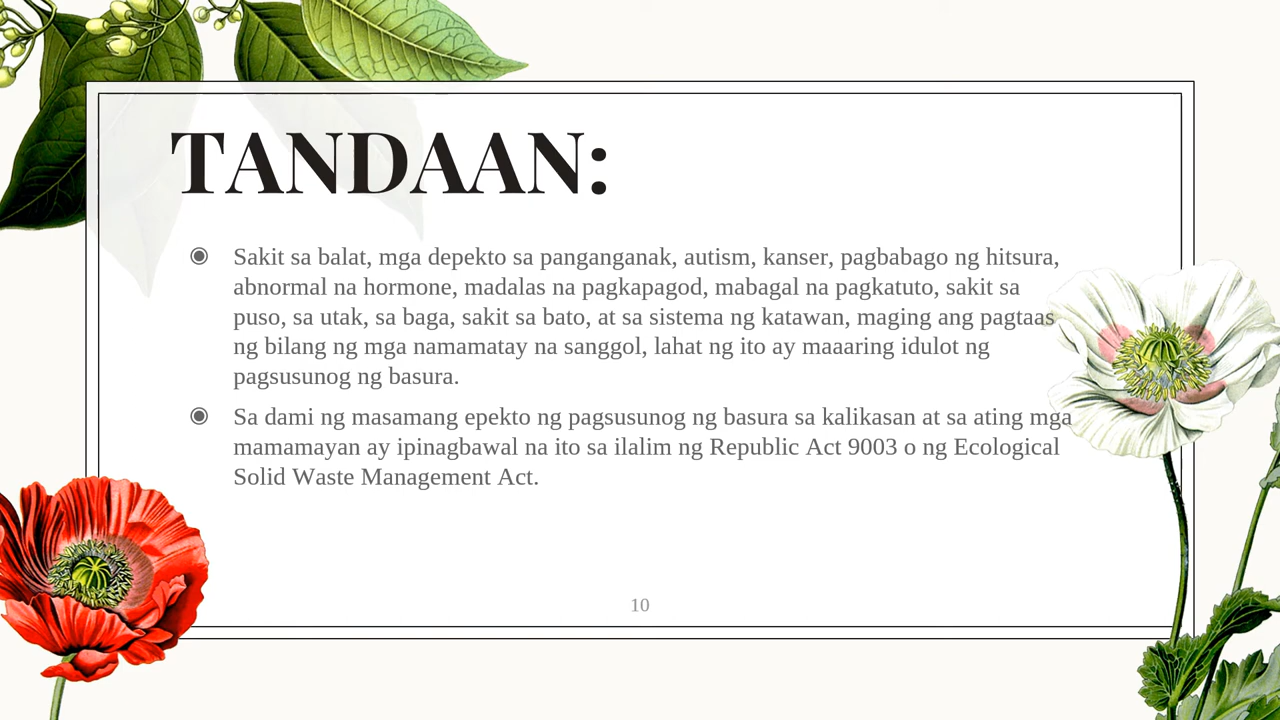 TANDAAN:
Sakit sa balat, mga depekto sa panganganak, autism, kanser, pagbabago ng hitsura,
abnormal na hormone, madalas na pagkapagod, mabagal na pagkatuto, sakit sa
puso, sa utak, sa baga, sakit sa bato, at sa sistema ng katawan, maging ang pagtaas
ng bilang ng mga namamatay na sanggol, lahat ng ito ay maaaring idulot ng
pagsusunog ng basura.
Sa dami ng masamang epekto ng pagsusunog ng basura sa kalikasan at sa ating mga
mamamayan ay ipinagbawal na ito sa ilalim ng Republic Act 9003 o ng Ecological
Solid Waste Management Act.
10